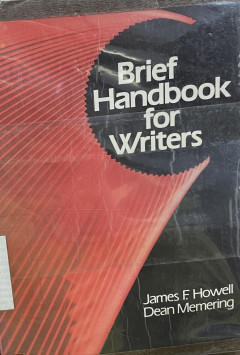 Brief
Handbook
for
Writers
James F. Howell
Dean Memering